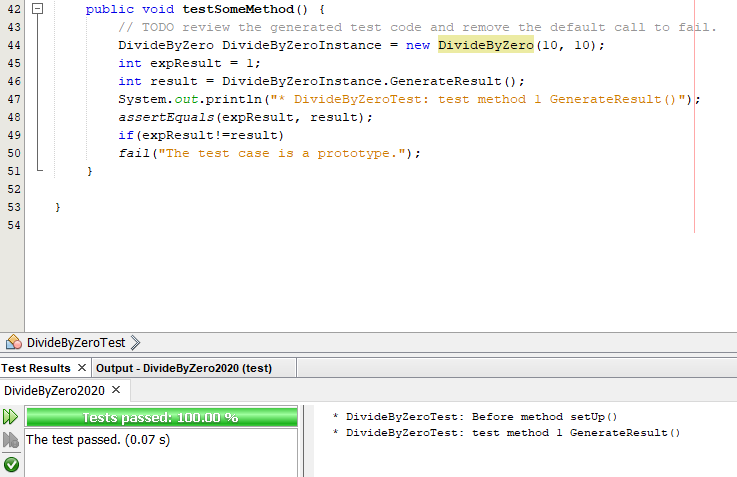 42 public void testSomeMethod() {
43 // TODO review the generated test code and remove the default call to fail.
44 DivideByZero DivideByZeroInstance = new DivideByZero(10, 10);
45 int expResult = 1;
46 int result = DivideByZeroInstance.GenerateResult();
47 System.out.println("* DivideByZeroTest: test method 1 GenerateResult()");
48 assertEquals(expResult, result);
49 if(expResult!=result)
50 fail("The test case is a prototype.");
51 }
52
53 }
54
DivideByZeroTest
Test Results × Output - DivideByZero2020 (test)
DivideByZero2020 ×
Tests passed: 100.00 %
The test passed. (0.07 s)
* DivideByZeroTest: Before method setUp()
* DivideByZeroTest: test method 1 GenerateResult()